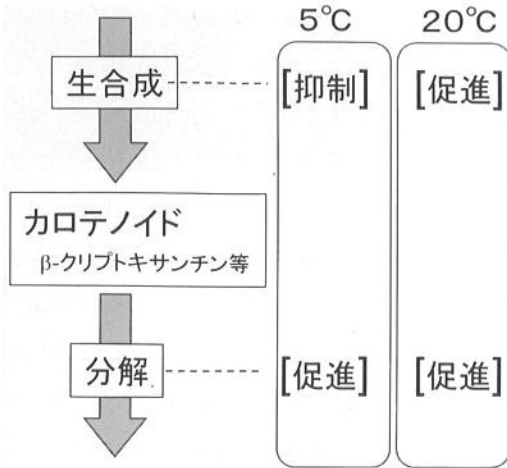 5℃ 20℃
生合成 [抑制] [促進]
カロテノイド
β-クリプトキサンチン等
分解 [促進] [促進]